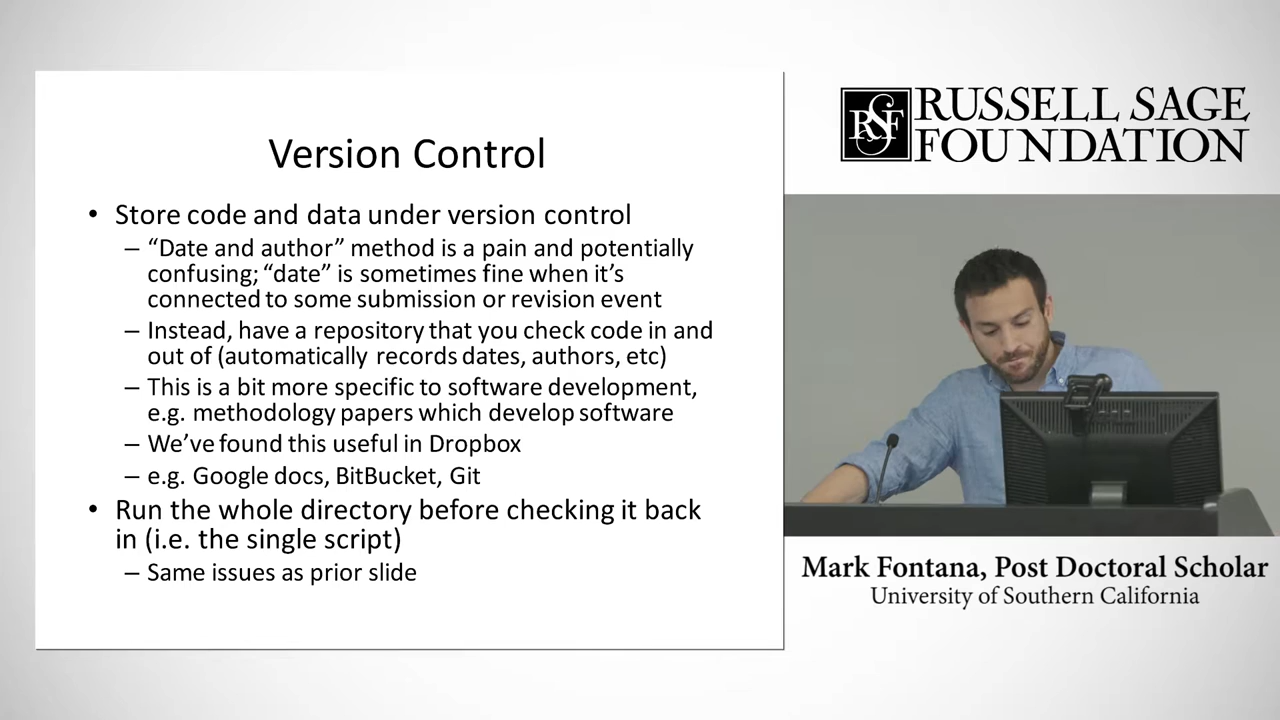 Version Control
• Store code and data under version control
– “Date and author” method is a pain and potentially
confusing; “date” is sometimes fine when it’s
connected to some submission or revision event
– Instead, have a repository that you check code in and
out of (automatically records dates, authors, etc)
– This is a bit more specific to software development,
e.g. methodology papers which develop software
– We’ve found this useful in Dropbox
– e.g. Google docs, BitBucket, Git
• Run the whole directory before checking it back
in (i.e. the single script)
– Same issues as prior slide
RSF
RUSSELL SAGE
FOUNDATION
Mark Fontana, Post Doctoral Scholar
University of Southern California